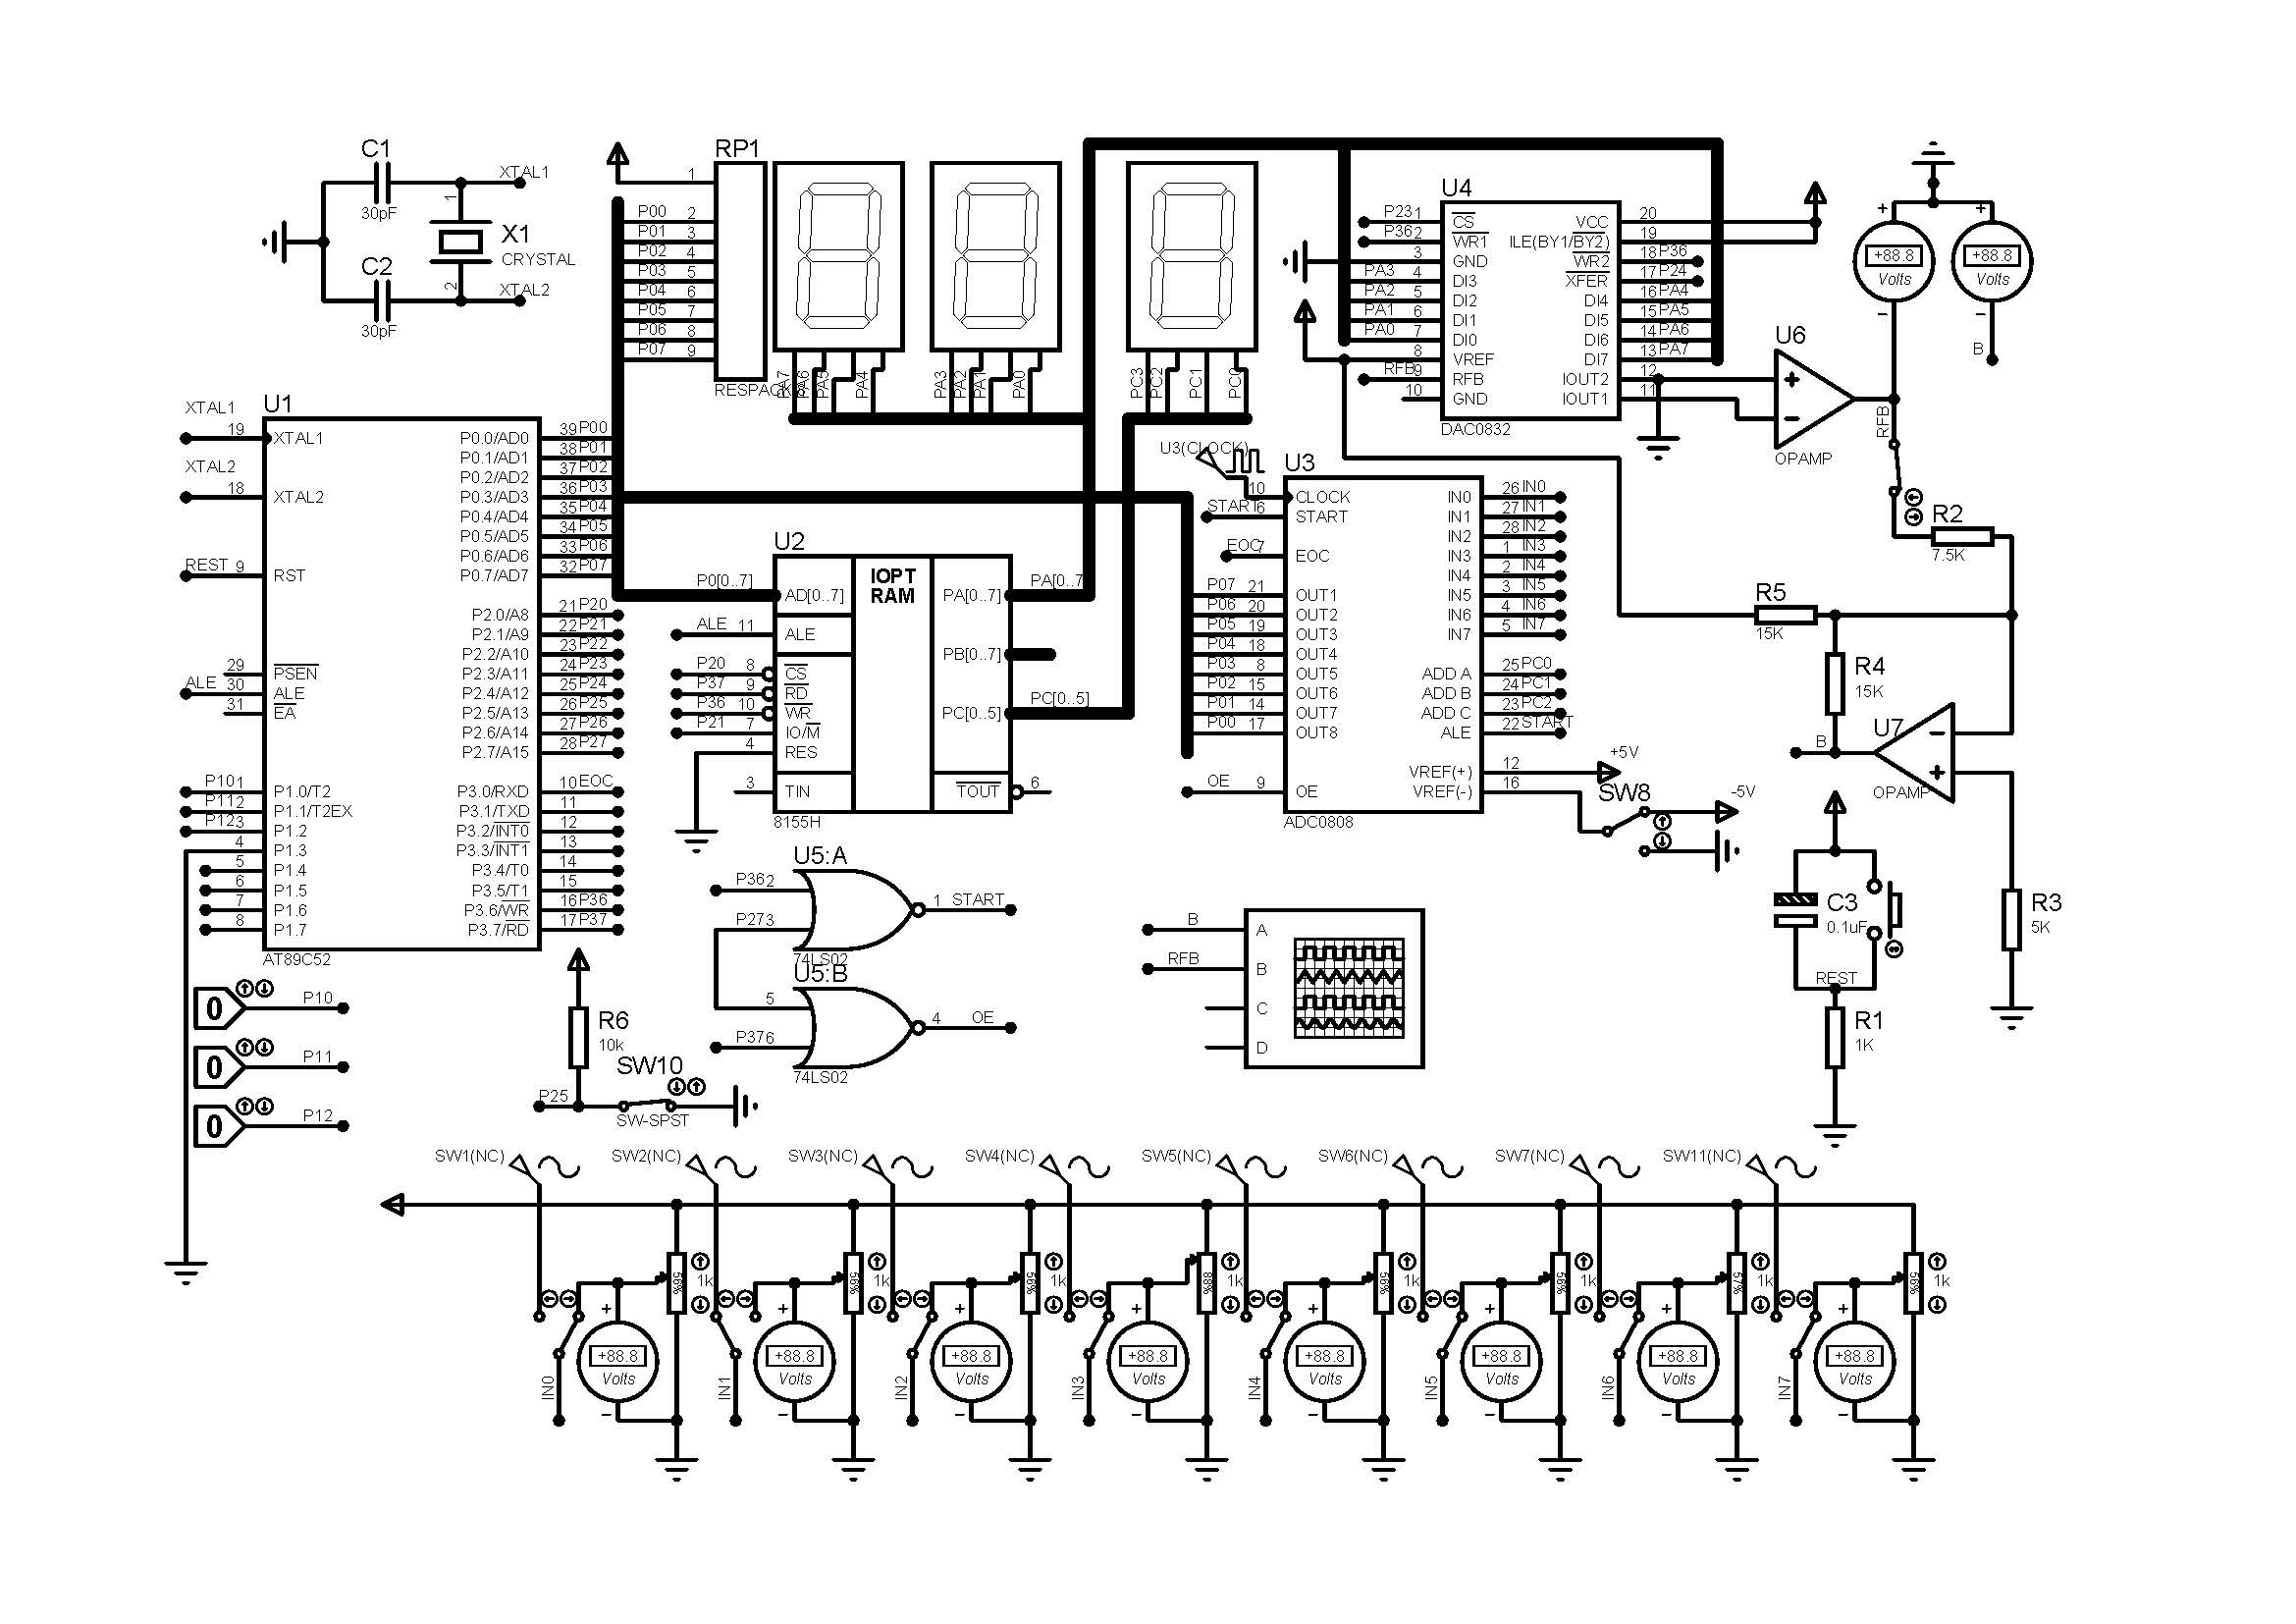 C1
XTAL1
30pF
1
X1
CRYSTAL
C2
2
XTAL2
30pF
RP1
1
P00 2
P01 3
P02 4
P03 5
P04 6
P05 7
P06 8
P07 9
PA7
PA6
PA5
PA4
PA3
PA2
PA1
PA0
PC3
PC2
PC1
PC0
U4
P23 1 CS VCC 20
P36 2 WR1 ILE(BY1/BY2) 19
3 GND WR2 18 P36
PA3 4 DI3 XFER 17 P24
PA2 5 DI2 DI4 16 PA4
PA1 6 DI1 DI5 15 PA5
PA0 7 DI0 DI6 14 PA6
8 VREF DI7 13 PA7
RFB 9 RFB IOUT2 12
10 GND IOUT1 11
DAC0832
+ +
+88.8 +88.8
Volts Volts
− −
B
U6
+
−
OPAMP
RFB
R2
7.5K
R5
15K
R4
15K
U7
B
−
+
OPAMP
U1
XTAL1
19 XTAL1
XTAL2
18 XTAL2
REST 9 RST
29 PSEN
ALE 30 ALE
31 EA
P10 1 P1.0/T2
P11 2 P1.1/T2EX
P12 3 P1.2
4 P1.3
5 P1.4
6 P1.5
7 P1.6
8 P1.7
P0.0/AD0 39 P00
P0.1/AD1 38 P01
P0.2/AD2 37 P02
P0.3/AD3 36 P03
P0.4/AD4 35 P04
P0.5/AD5 34 P05
P0.6/AD6 33 P06
P0.7/AD7 32 P07
P2.0/A8 21 P20
P2.1/A9 22 P21
P2.2/A10 23 P22
P2.3/A11 24 P23
P2.4/A12 25 P24
P2.5/A13 26 P25
P2.6/A14 27 P26
P2.7/A15 28 P27
P3.0/RXD 10 EOC
P3.1/TXD 11
P3.2/INT0 12
P3.3/INT1 13
P3.4/T0 14
P3.5/T1 15
P3.6/WR 16 P36
P3.7/RD 17 P37
AT89C52
U2
IOPT
RAM
P0[0..7] AD[0..7] PA[0..7] PA[0..7
ALE 11 ALE
PB[0..7]
P20 8 CS
P37 9 RD
P36 10 WR PC[0..5] PC[0..5]
P21 7 IO/M
4 RES
3 TIN TOUT 6
8155H
U3(CLOCK)
U3
10 CLOCK IN0 26 IN0
START 6 START IN1 27 IN1
IN2 28 IN2
EOC 7 EOC IN3 1 IN3
IN4 2 IN4
P07 21 OUT1 IN5 3 IN5
P06 20 OUT2 IN6 4 IN6
P05 19 OUT3 IN7 5 IN7
P04 18 OUT4
P03 8 OUT5 ADD A 25 PC0
P02 15 OUT6 ADD B 24 PC1
P01 14 OUT7 ADD C 23 PC2
P00 17 OUT8 ALE 22 START
VREF(+) 12 +5V
OE 9 OE VREF(-) 16
ADC0808
SW8
-5V
C3
0.1uF
REST
R1
1K
R3
5K
U5:A
P36 2
P27 3
1 START
74LS02
U5:B
5
P37 6
4 OE
74LS02
B A
RFB B
C
D
0 P10
0 P11
0 P12
R6
10k
SW10
P25
SW-SPST
SW1(NC) SW2(NC) SW3(NC) SW4(NC) SW5(NC) SW6(NC) SW7(NC) SW11(NC)
56% 56% 56% 88% 56% 56% 57% 56%
1k 1k 1k 1k 1k 1k 1k 1k
+ + + + + + + +
+88.8 +88.8 +88.8 +88.8 +88.8 +88.8 +88.8 +88.8
Volts Volts Volts Volts Volts Volts Volts Volts
IN0 IN1 IN2 IN3 IN4 IN5 IN6 IN7
− − − − − − − −